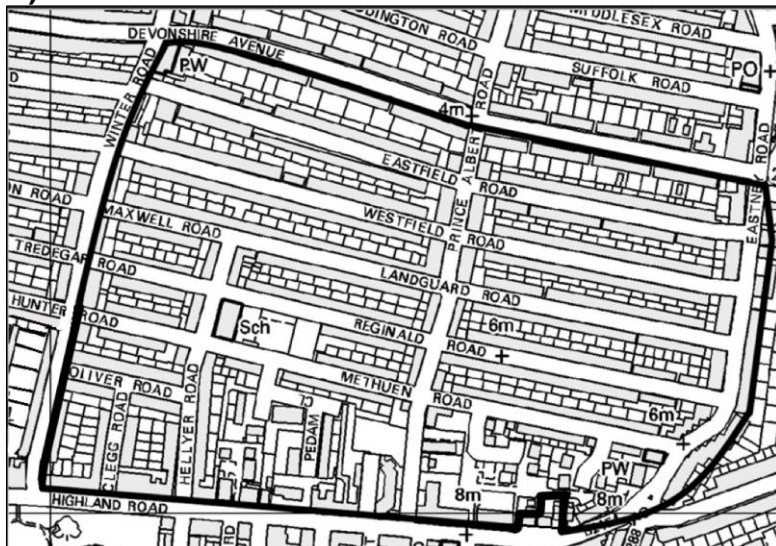 DEVONSHIRE AVENUE
MIDDLESEX ROAD
SUFFOLK ROAD
PO
PW
WINTER ROAD
4m
PRINCE ALBERT ROAD
EASTNEY ROAD
EASTFIELD ROAD
WESTFIELD ROAD
MAXWELL ROAD
LANDGUARD ROAD
TREDEGAR ROAD
HUNTER ROAD
Sch
REGINALD ROAD
6m
METHUEN ROAD
OLIVER ROAD
CLEGG ROAD
HELLYER ROAD
PEDAM CL
6m
PW
8m
8m
HIGHLAND ROAD
RD